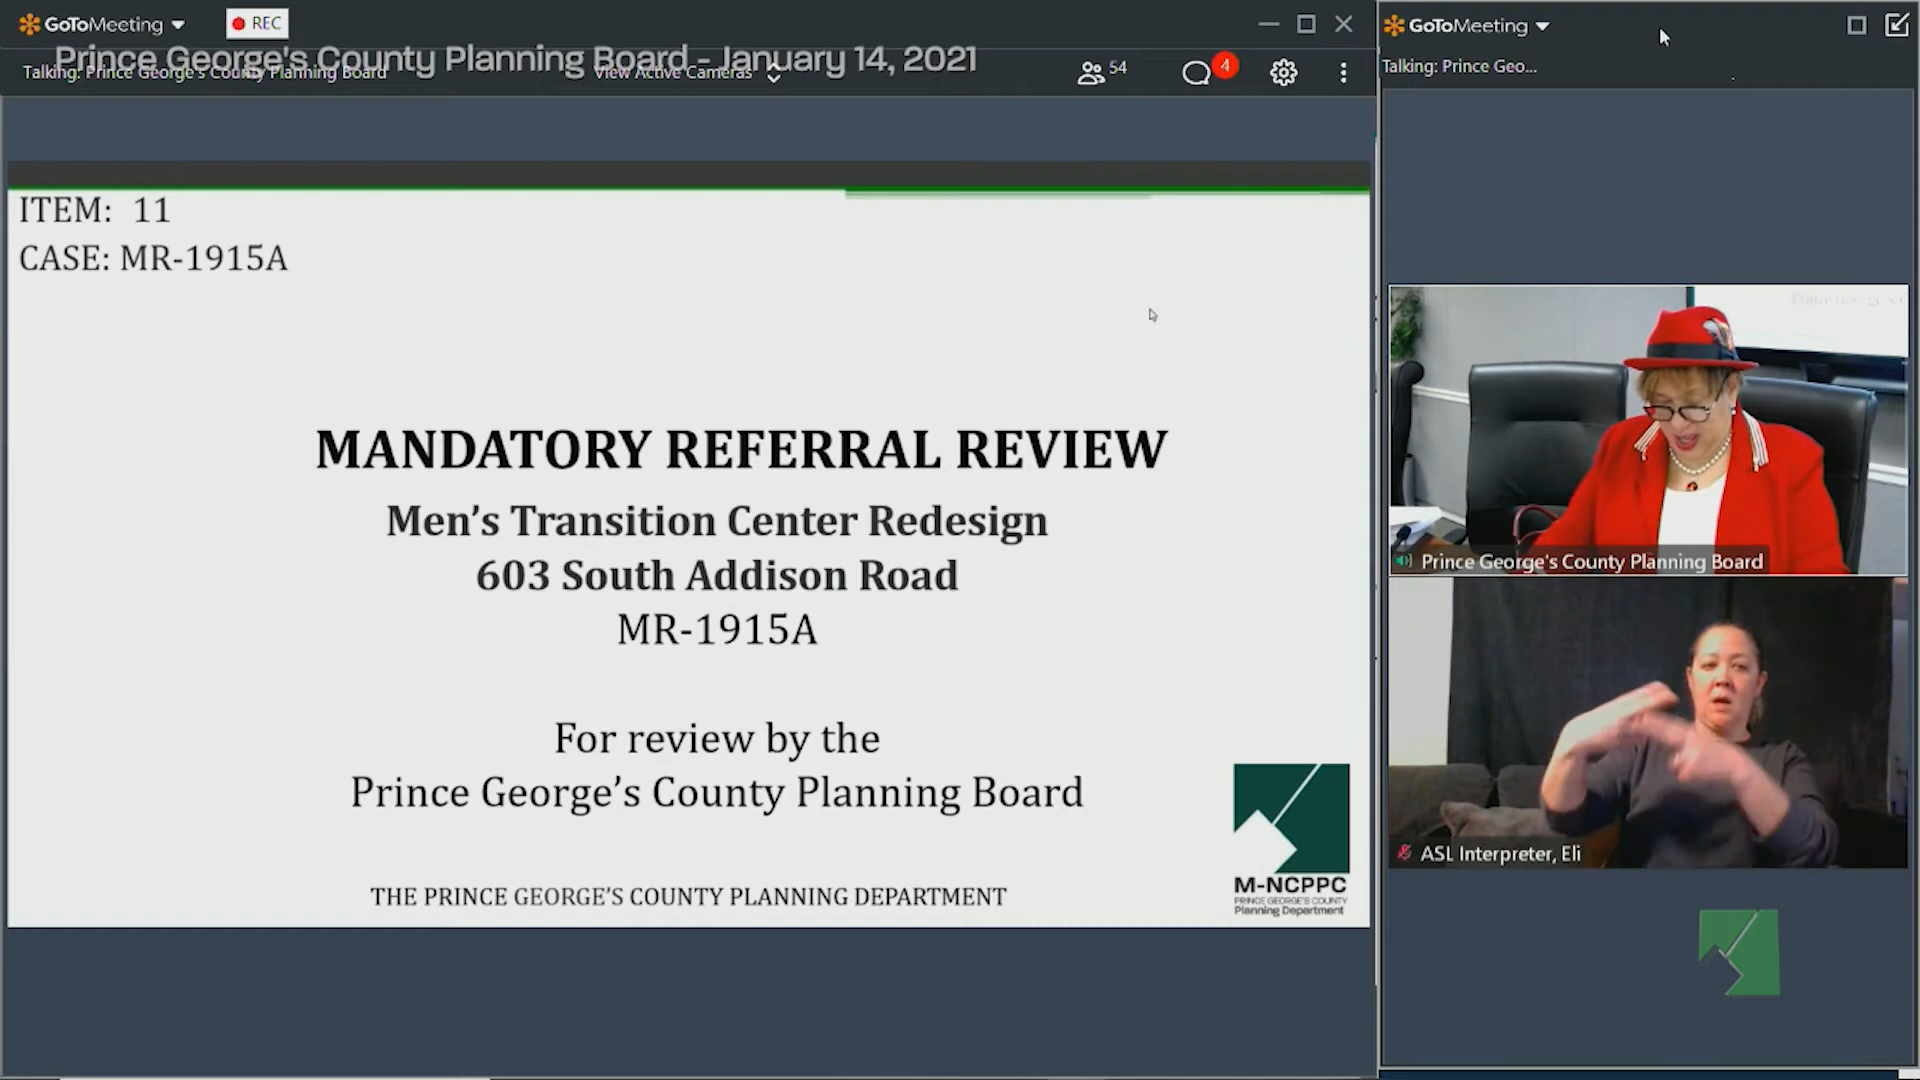 GoToMeeting
REC
Prince George's County Planning Board - January 14, 2021
Talking: Prince George's County Planning Board
View Active Cameras
54
4
ITEM: 11
CASE: MR-1915A
MANDATORY REFERRAL REVIEW
Men's Transition Center Redesign
603 South Addison Road
MR-1915A
For review by the
Prince George's County Planning Board
THE PRINCE GEORGE'S COUNTY PLANNING DEPARTMENT
M-NCPPC
PRINCE GEORGE'S COUNTY
Planning Department
GoToMeeting
Talking: Prince Geo...
Prince George's County Planning Board
ASL Interpreter, Eli